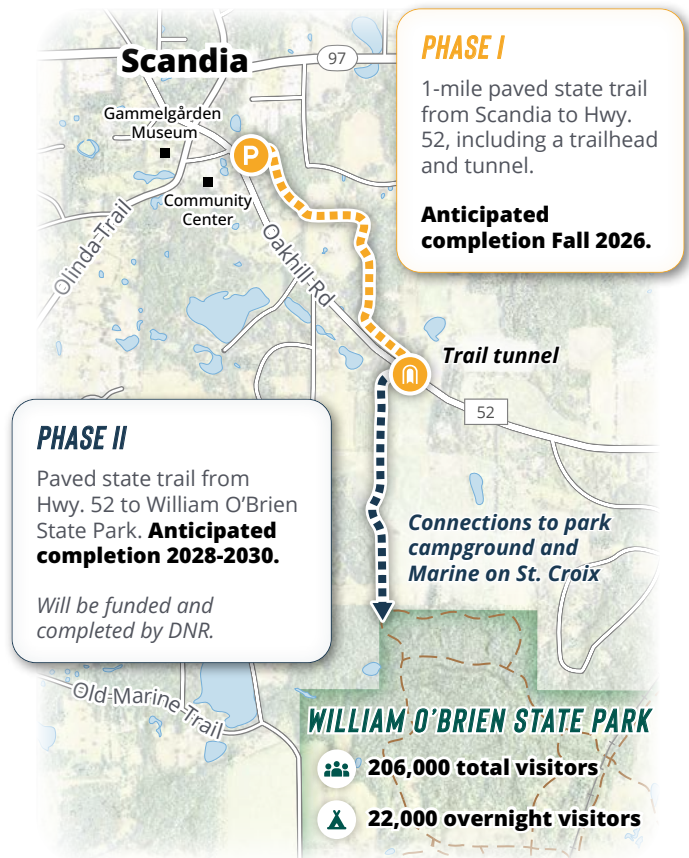 Scandia
97
Gammelgården
Museum
P
Community
Center
Olinda-Trail
Oakhill-Rd
PHASE I
1-mile paved state trail
from Scandia to Hwy.
52, including a trailhead
and tunnel.
Anticipated
completion Fall 2026.
Trail tunnel
52
PHASE II
Paved state trail from
Hwy. 52 to William O’Brien
State Park. Anticipated
completion 2028-2030.
Will be funded and
completed by DNR.
Connections to park
campground and
Marine on St. Croix
Old-Marine-Trail
WILLIAM O’BRIEN STATE PARK
206,000 total visitors
22,000 overnight visitors